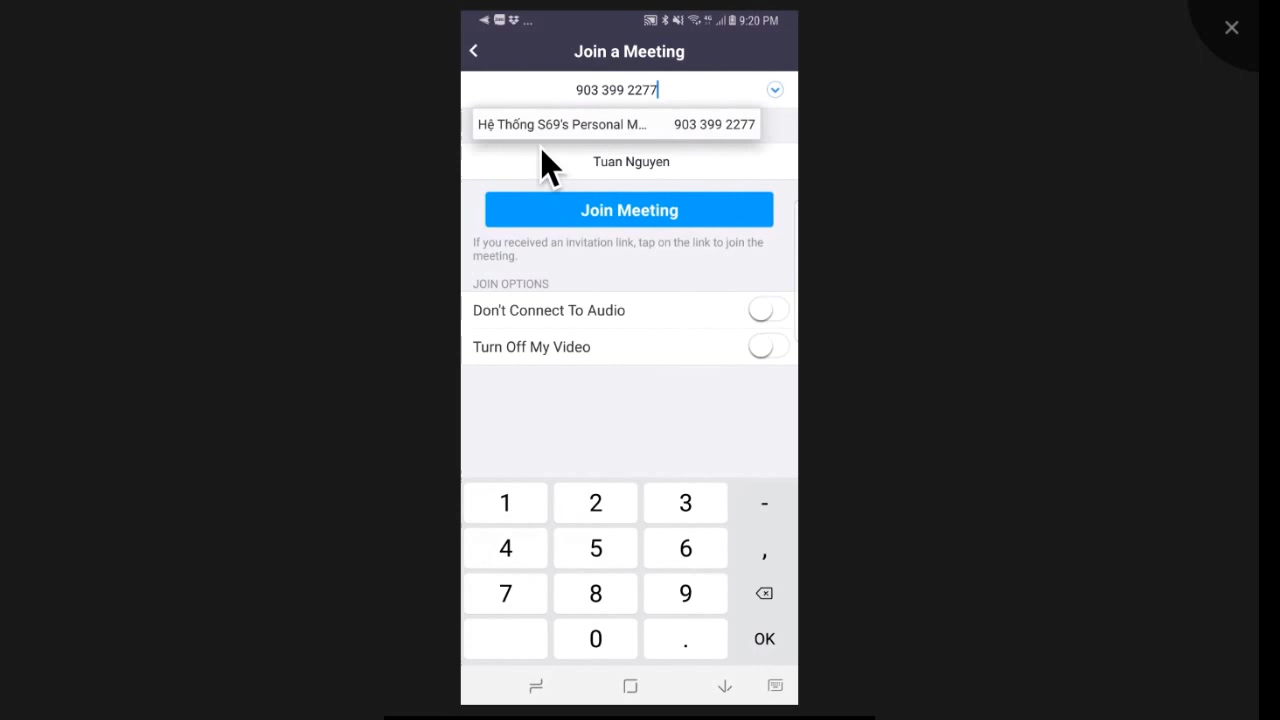 ... 4G 9:20 PM
Join a Meeting
903 399 2277
Hệ Thống S69's Personal M... 903 399 2277
Tuan Nguyen
Join Meeting
If you received an invitation link, tap on the link to join the
meeting.
JOIN OPTIONS
Don't Connect To Audio
Turn Off My Video
1 2 3 -
4 5 6 ,
7 8 9
0 . OK